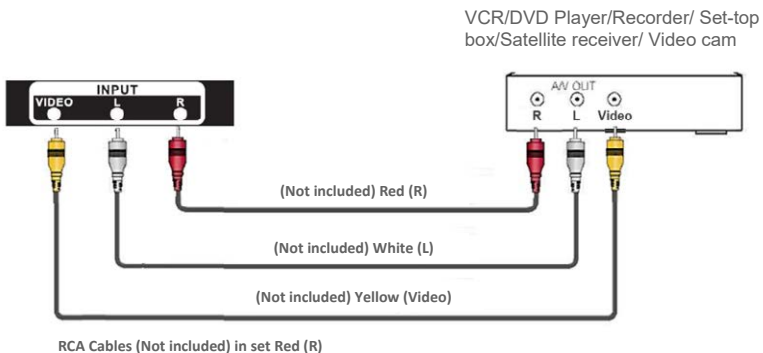 VCR/DVD Player/Recorder/ Set-top
box/Satellite receiver/ Video cam
INPUT
VIDEO L R
A/V OUT
R L Video
(Not included) Red (R)
(Not included) White (L)
(Not included) Yellow (Video)
RCA Cables (Not included) in set Red (R)